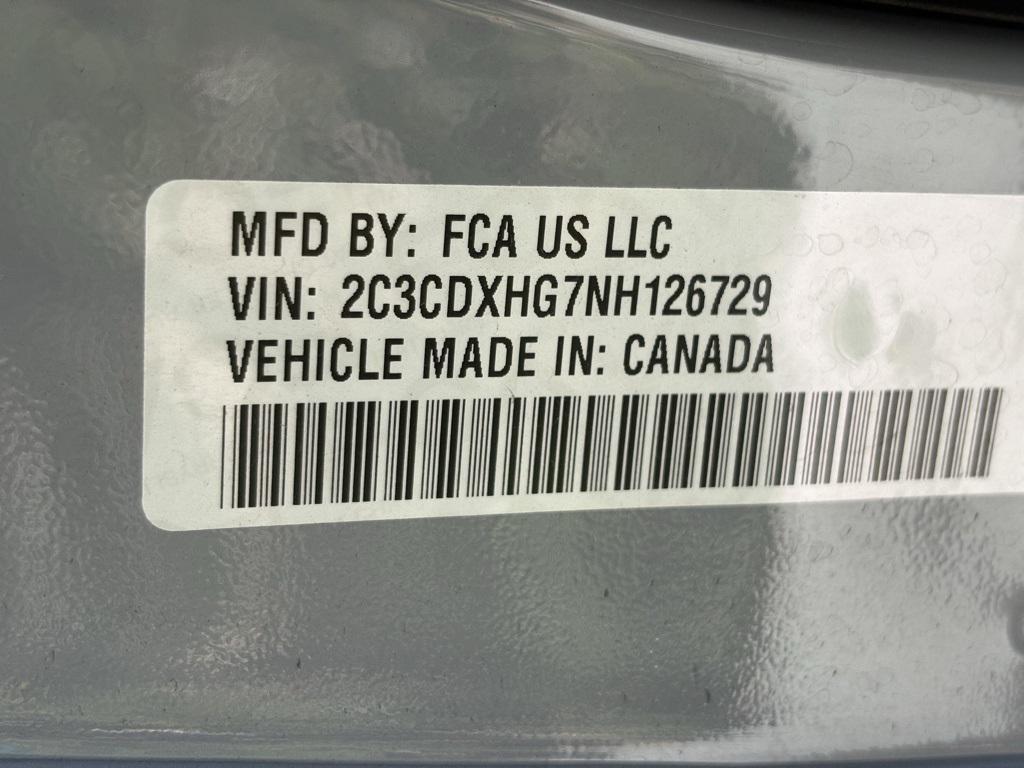 MFD BY: FCA US LLC
VIN: 2C3CDXHG7NH126729
VEHICLE MADE IN: CANADA